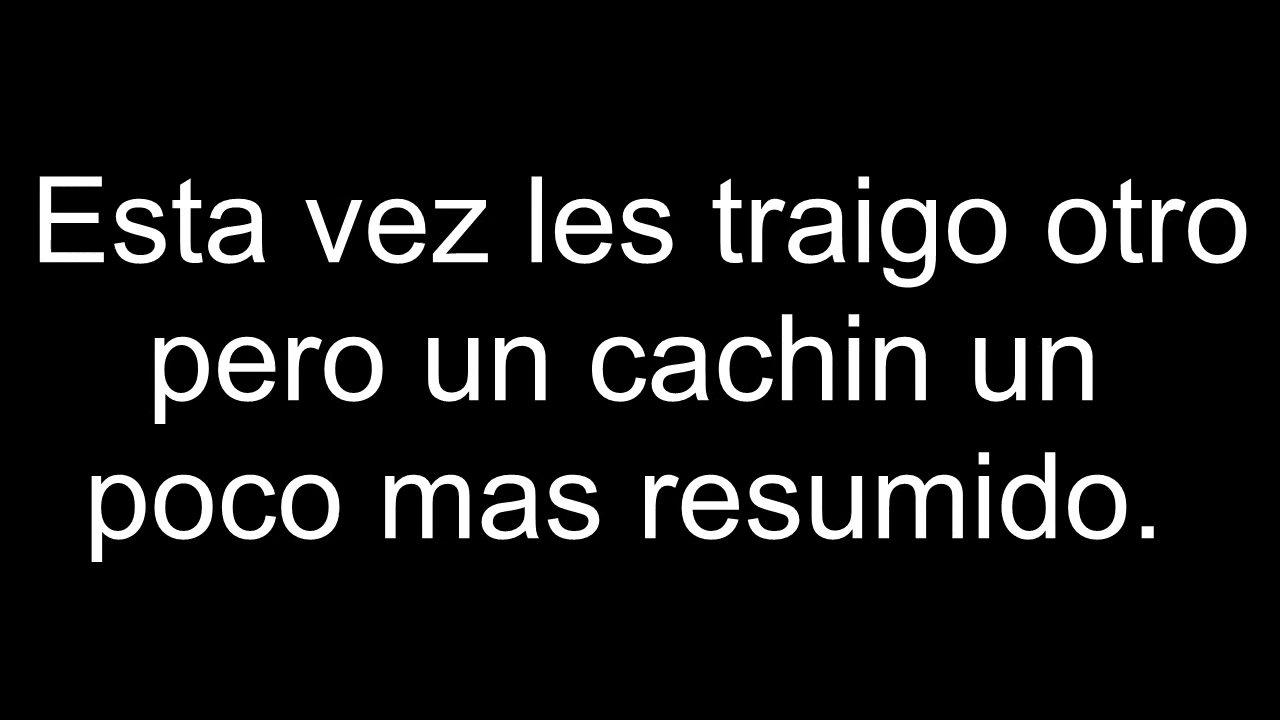 Esta vez les traigo otro
pero un cachin un
poco mas resumido.